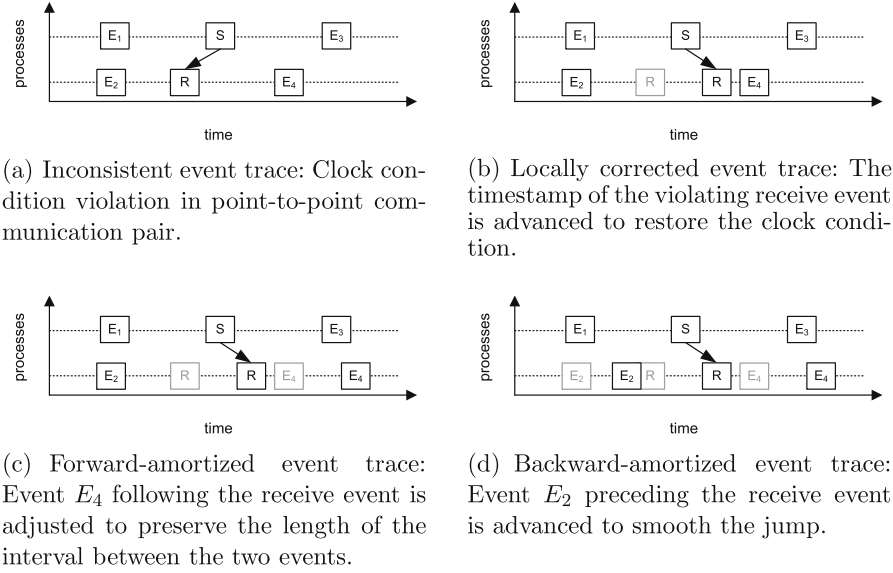 processes
E1 S E3
E2 R E4
time
(a) Inconsistent event trace: Clock con-
dition violation in point-to-point com-
munication pair.
processes
E1 S E3
R
E2 R E4
time
(b) Locally corrected event trace: The
timestamp of the violating receive event
is advanced to restore the clock condi-
tion.
processes
E1 S E3
E2 R R E4 E4
time
(c) Forward-amortized event trace:
Event E4 following the receive event is
adjusted to preserve the length of the
interval between the two events.
processes
E1 S E3
E2 E2 R R E4 E4
time
(d) Backward-amortized event trace:
Event E2 preceding the receive event
is advanced to smooth the jump.